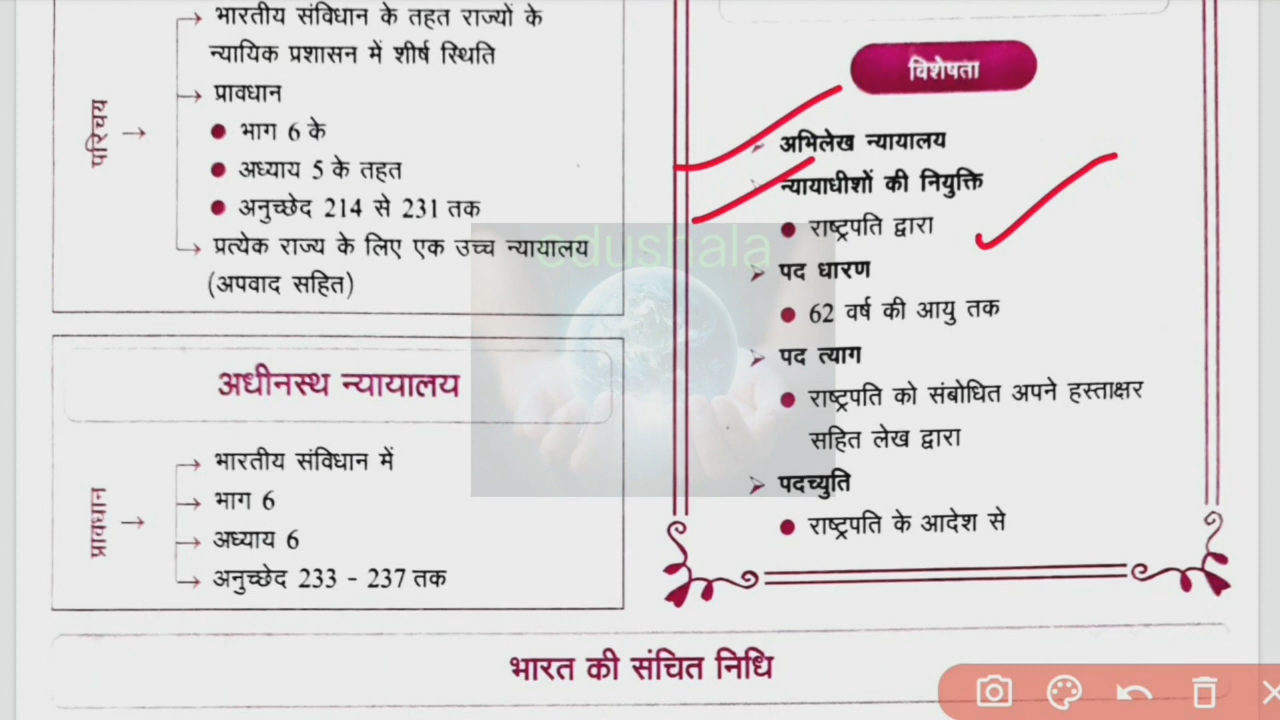 परिचय →
→ भारतीय संविधान के तहत राज्यों के
न्यायिक प्रशासन में शीर्ष स्थिति
→ प्रावधान
● भाग 6 के
● अध्याय 5 के तहत
● अनुच्छेद 214 से 231 तक
→ प्रत्येक राज्य के लिए एक उच्च न्यायालय
(अपवाद सहित)
अधीनस्थ न्यायालय
प्रावधान →
→ भारतीय संविधान में
→ भाग 6
→ अध्याय 6
→ अनुच्छेद 233 - 237 तक
विशेषता
➢ अभिलेख न्यायालय
➢ न्यायाधीशों की नियुक्ति
● राष्ट्रपति द्वारा
➢ पद धारण
● 62 वर्ष की आयु तक
➢ पद त्याग
● राष्ट्रपति को संबोधित अपने हस्ताक्षर
सहित लेख द्वारा
➢ पदच्युति
● राष्ट्रपति के आदेश से
edushala
भारत की संचित निधि